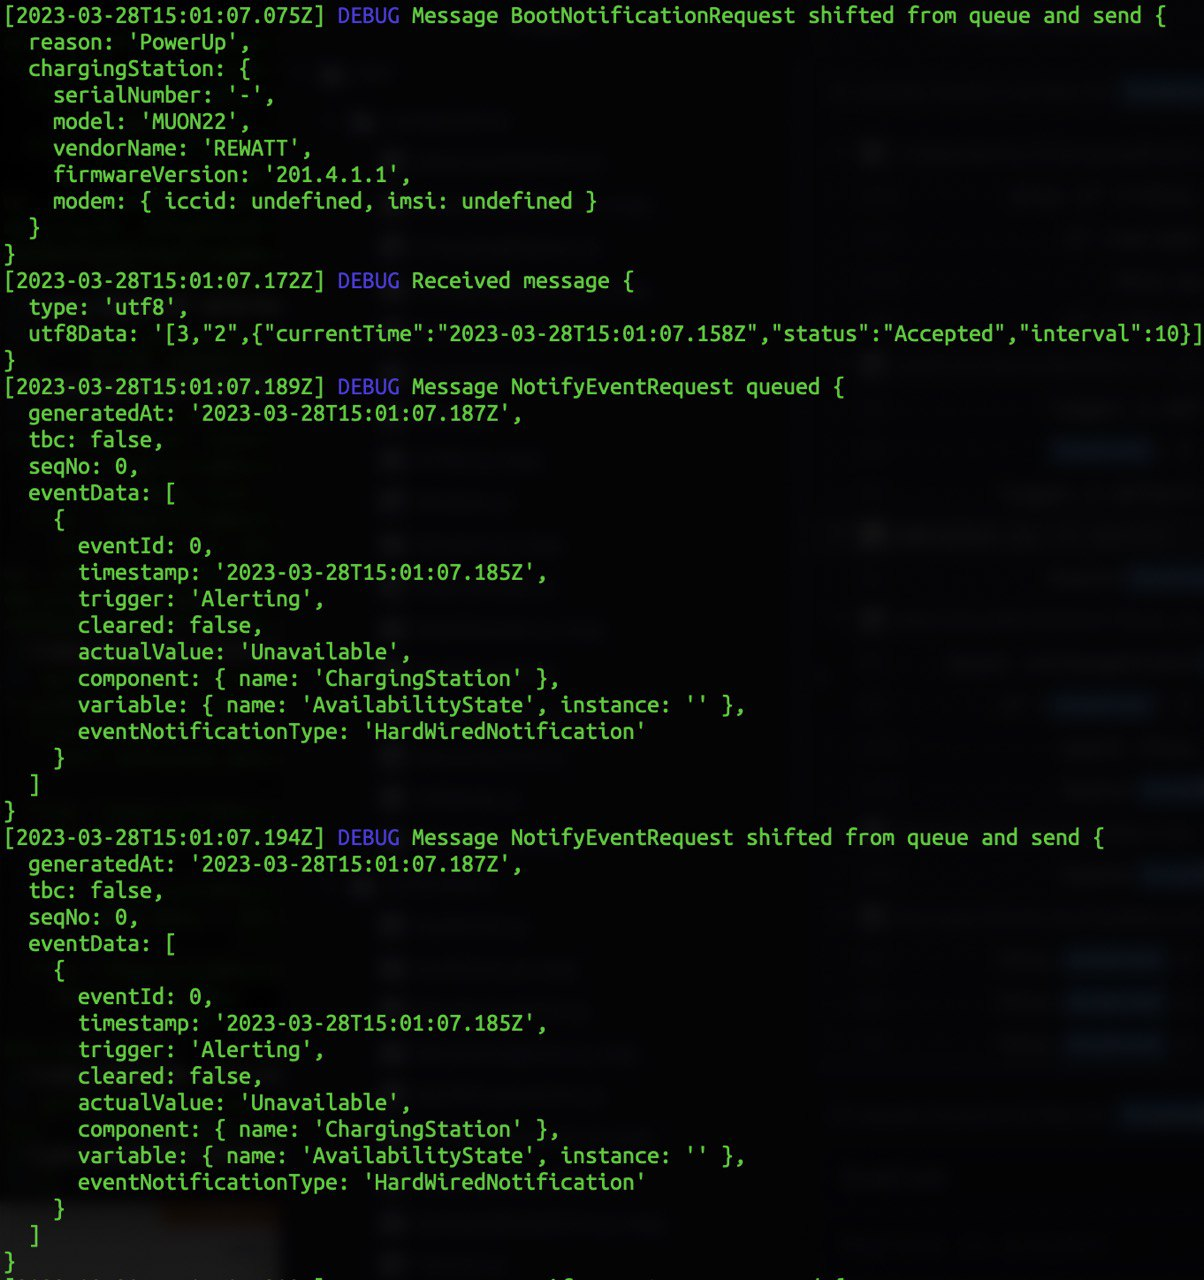 [2023-03-28T15:01:07.075Z] DEBUG Message BootNotificationRequest shifted from queue and send {
  reason: 'PowerUp',
  chargingStation: {
    serialNumber: '-',
    model: 'MUON22',
    vendorName: 'REWATT',
    firmwareVersion: '201.4.1.1',
    modem: { iccid: undefined, imsi: undefined }
  }
}
[2023-03-28T15:01:07.172Z] DEBUG Received message {
  type: 'utf8',
  utf8Data: '[3,"2",{"currentTime":"2023-03-28T15:01:07.158Z","status":"Accepted","interval":10}]
}
[2023-03-28T15:01:07.189Z] DEBUG Message NotifyEventRequest queued {
  generatedAt: '2023-03-28T15:01:07.187Z',
  tbc: false,
  seqNo: 0,
  eventData: [
    {
      eventId: 0,
      timestamp: '2023-03-28T15:01:07.185Z',
      trigger: 'Alerting',
      cleared: false,
      actualValue: 'Unavailable',
      component: { name: 'ChargingStation' },
      variable: { name: 'AvailabilityState', instance: '' },
      eventNotificationType: 'HardWiredNotification'
    }
  ]
}
[2023-03-28T15:01:07.194Z] DEBUG Message NotifyEventRequest shifted from queue and send {
  generatedAt: '2023-03-28T15:01:07.187Z',
  tbc: false,
  seqNo: 0,
  eventData: [
    {
      eventId: 0,
      timestamp: '2023-03-28T15:01:07.185Z',
      trigger: 'Alerting',
      cleared: false,
      actualValue: 'Unavailable',
      component: { name: 'ChargingStation' },
      variable: { name: 'AvailabilityState', instance: '' },
      eventNotificationType: 'HardWiredNotification'
    }
  ]
}